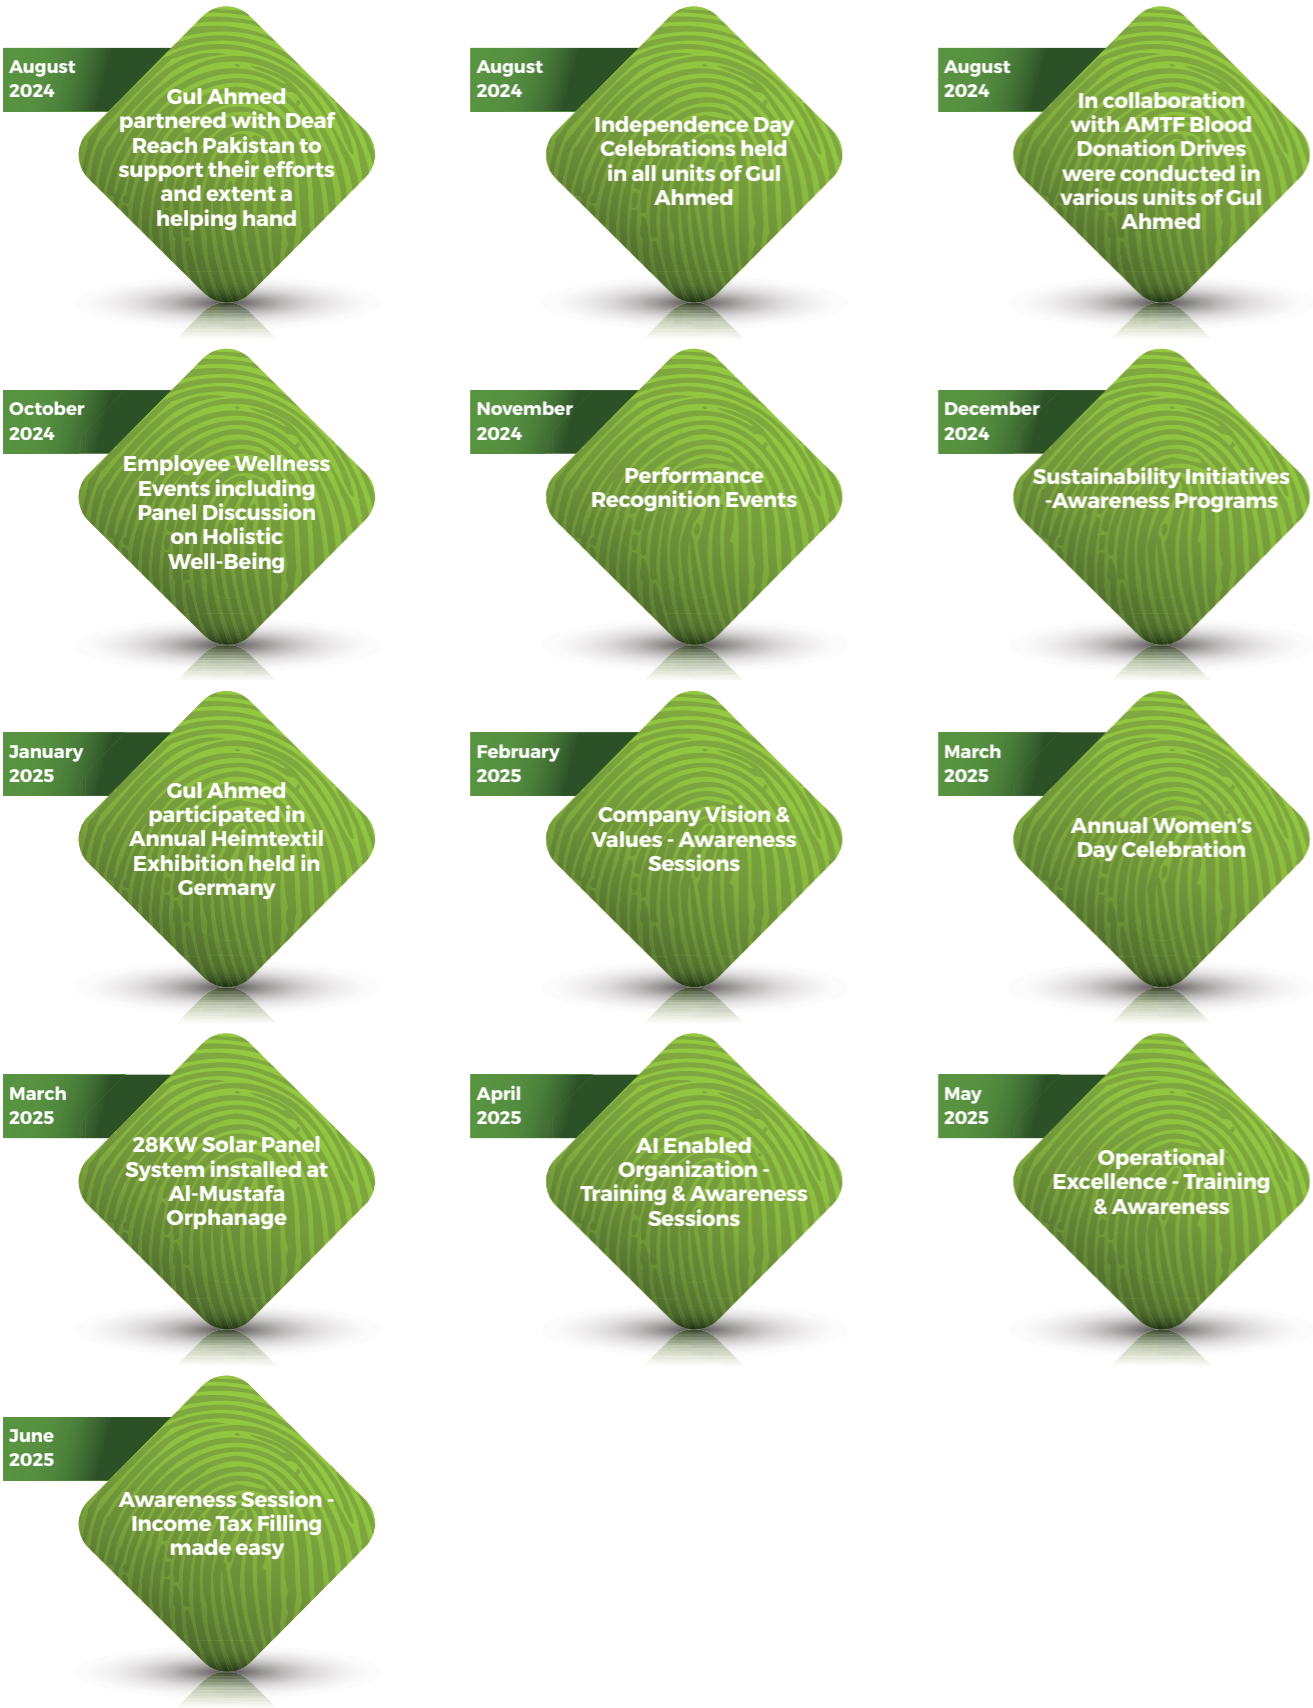 August
2024
Gul Ahmed
partnered with Deaf
Reach Pakistan to
support their efforts
and extent a
helping hand
August
2024
Independence Day
Celebrations held
in all units of Gul
Ahmed
August
2024
In collaboration
with AMTF Blood
Donation Drives
were conducted in
various units of Gul
Ahmed
October
2024
Employee Wellness
Events including
Panel Discussion
on Holistic
Well-Being
November
2024
Performance
Recognition Events
December
2024
Sustainability Initiatives
-Awareness Programs
January
2025
Gul Ahmed
participated in
Annual Heimtextil
Exhibition held in
Germany
February
2025
Company Vision &
Values - Awareness
Sessions
March
2025
Annual Women's
Day Celebration
March
2025
28KW Solar Panel
System installed at
Al-Mustafa
Orphanage
April
2025
AI Enabled
Organization -
Training & Awareness
Sessions
May
2025
Operational
Excellence - Training
& Awareness
June
2025
Awareness Session -
Income Tax Filling
made easy